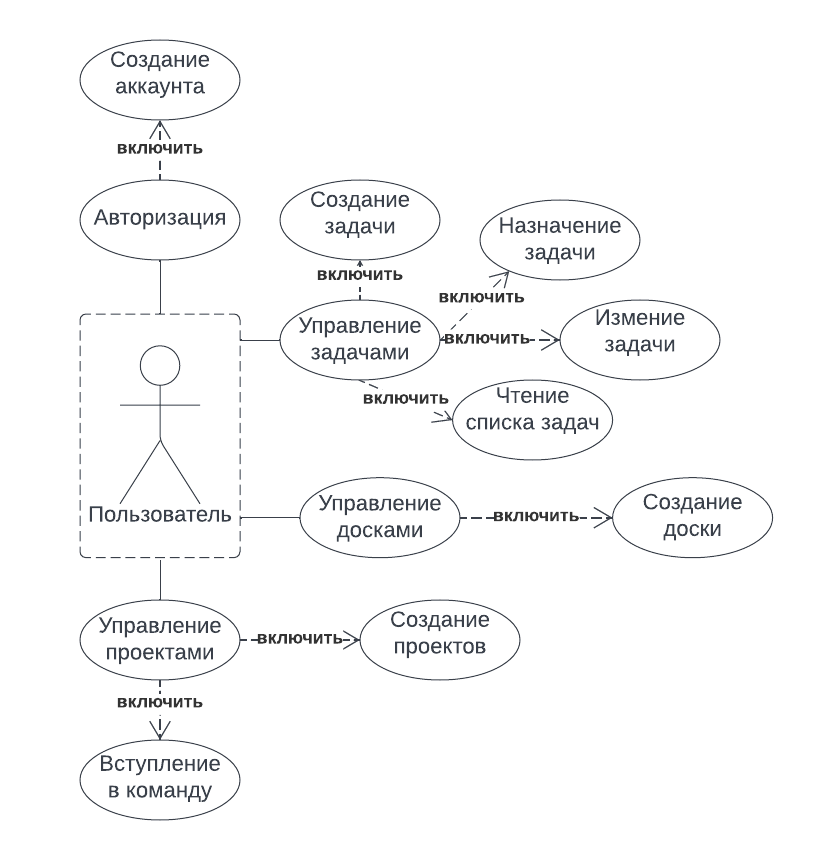 Создание
аккаунта
включить
Авторизация
Создание
задачи
Назначение
задачи
включить
включить
Управление
задачами
включить
Измение
задачи
включить
Чтение
списка задач
Пользователь
Управление
досками
включить
Создание
доски
Управление
проектами
включить
Создание
проектов
включить
Вступление
в команду